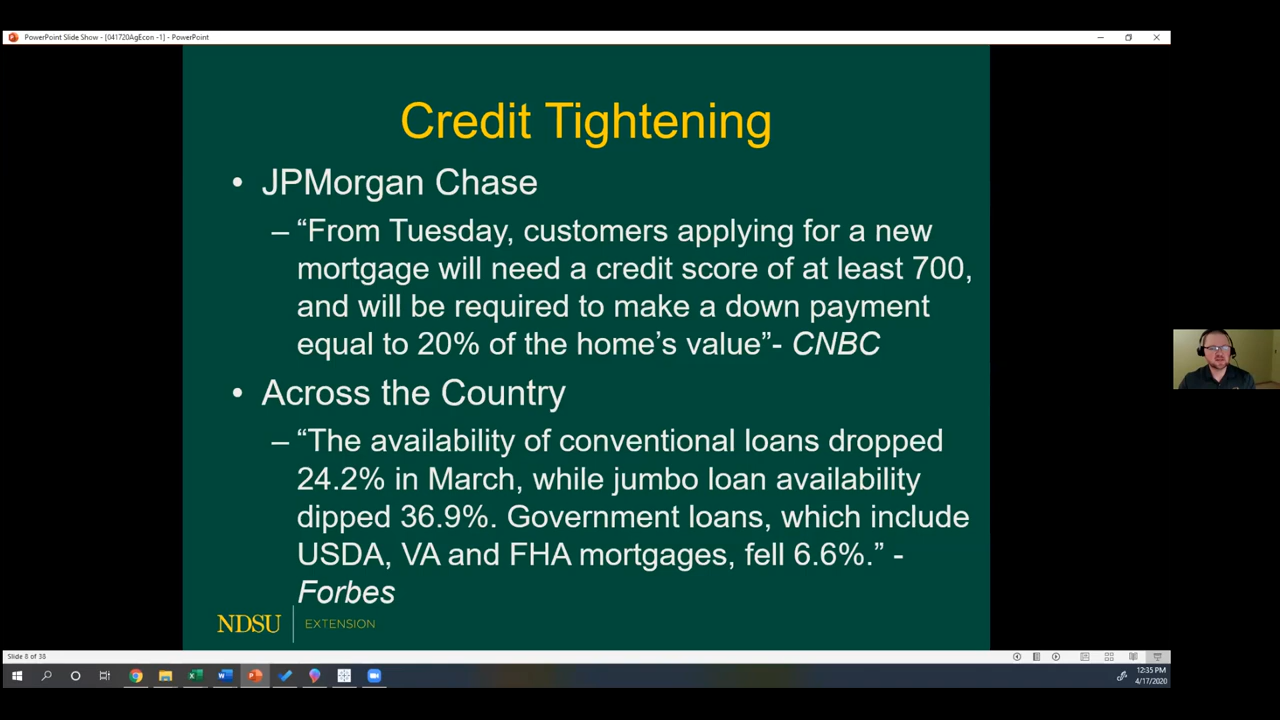 PowerPoint Slide Show - [041720AgEcon -1] - PowerPoint
Credit Tightening
• JPMorgan Chase
– “From Tuesday, customers applying for a new
mortgage will need a credit score of at least 700,
and will be required to make a down payment
equal to 20% of the home’s value”- CNBC
• Across the Country
– “The availability of conventional loans dropped
24.2% in March, while jumbo loan availability
dipped 36.9%. Government loans, which include
USDA, VA and FHA mortgages, fell 6.6%.” -
Forbes
NDSU EXTENSION
Slide 8 of 38
12:35 PM
4/17/2020